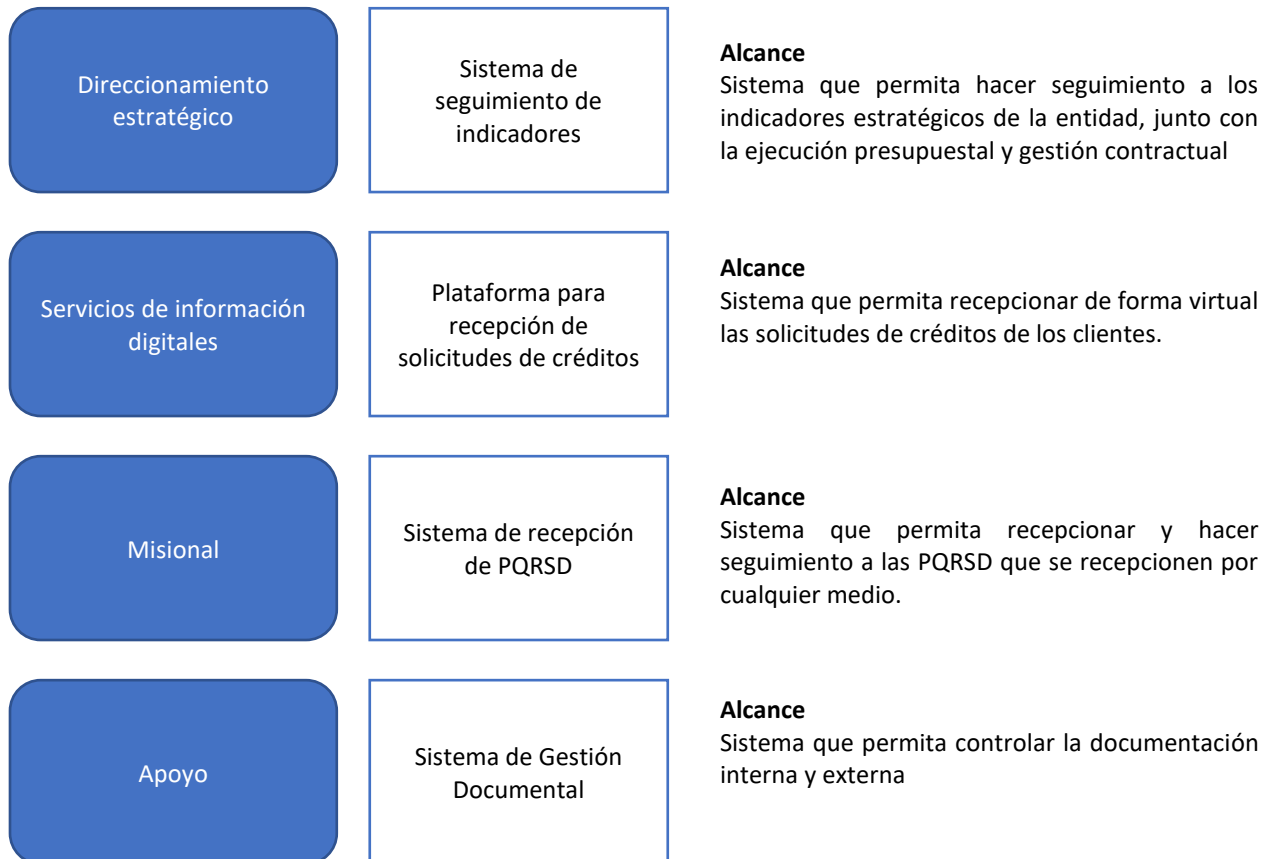 Direccionamiento
estratégico
Sistema de
seguimiento de
indicadores
Alcance
Sistema que permita hacer seguimiento a los
indicadores estratégicos de la entidad, junto con
la ejecución presupuestal y gestión contractual
Servicios de información
digitales
Plataforma para
recepción de
solicitudes de créditos
Alcance
Sistema que permita recepcionar de forma virtual
las solicitudes de créditos de los clientes.
Misional
Sistema de recepción
de PQRSD
Alcance
Sistema que permita recepcionar y hacer
seguimiento a las PQRSD que se recepcionen por
cualquier medio.
Apoyo
Sistema de Gestión
Documental
Alcance
Sistema que permita controlar la documentación
interna y externa